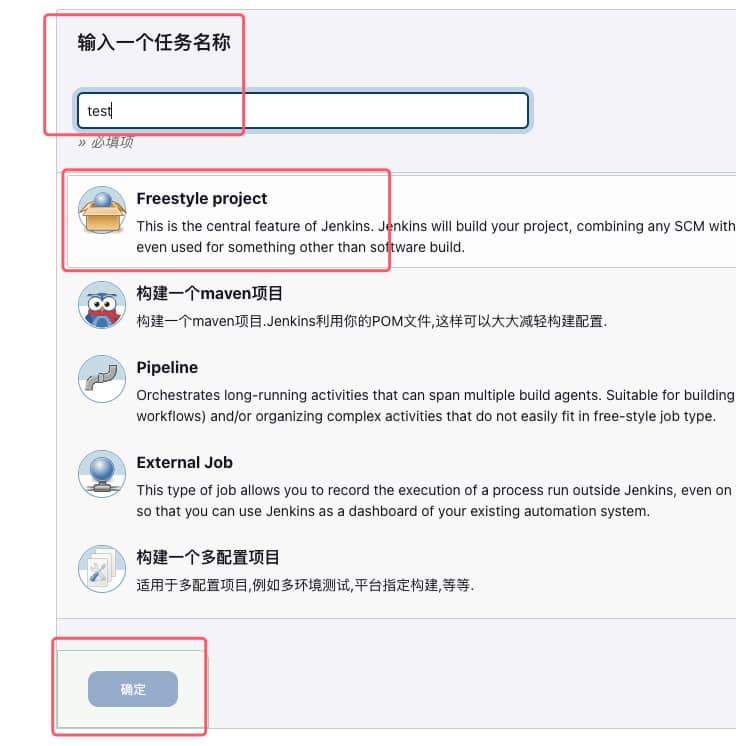 输入一个任务名称
test
» 必填项
Freestyle project
This is the central feature of Jenkins. Jenkins will build your project, combining any SCM with
even used for something other than software build.
构建一个maven项目
构建一个maven项目.Jenkins利用你的POM文件,这样可以大大减轻构建配置.
Pipeline
Orchestrates long-running activities that can span multiple build agents. Suitable for building
workflows) and/or organizing complex activities that do not easily fit in free-style job type.
External Job
This type of job allows you to record the execution of a process run outside Jenkins, even on
so that you can use Jenkins as a dashboard of your existing automation system.
构建一个多配置项目
适用于多配置项目,例如多环境测试,平台指定构建,等等.
确定